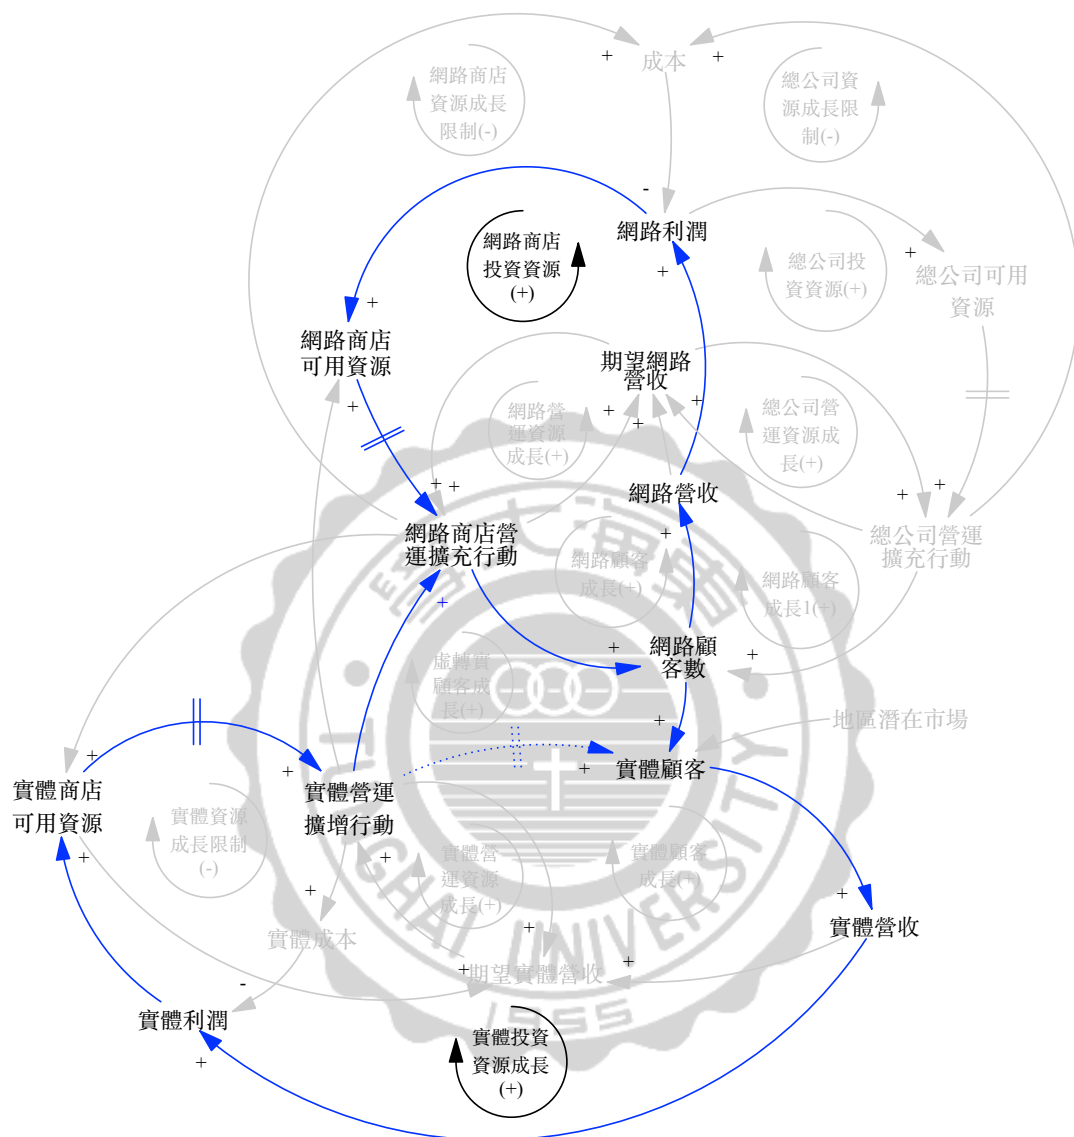 成本
+
+
網路商店
資源成長
限制(-)
總公司資
源成長限
制(-)
-
網路利潤
+
網路商店
投資資源
(+)
總公司投
資資源(+)
+
總公司可用
資源
+
網路商店
可用資源
+
期望網路
營收
+
+
+
網路營
運資源
成長(+)
總公司營
運資源成
長(+)
+
+
+
+
網路營收
+
網路商店營
運擴充行動
+
總公司營運
擴充行動
網路顧客
成長(+)
網路顧客
成長1(+)
+
網路顧
客數
+
虛轉實
顧客成
長(+)
+
地區潛在市場
+
實體顧客
+
+
實體商店
可用資源
+
實體營運
擴增行動
+
實體資源
成長限制
(-)
實體營
運資源
成長(+)
實體顧客
成長(+)
+
+
實體營收
實體成本
+
+
期望實體營收
+
-
實體利潤
+
實體投資
資源成長
(+)
TUNGHAI UNIVERSITY
1955